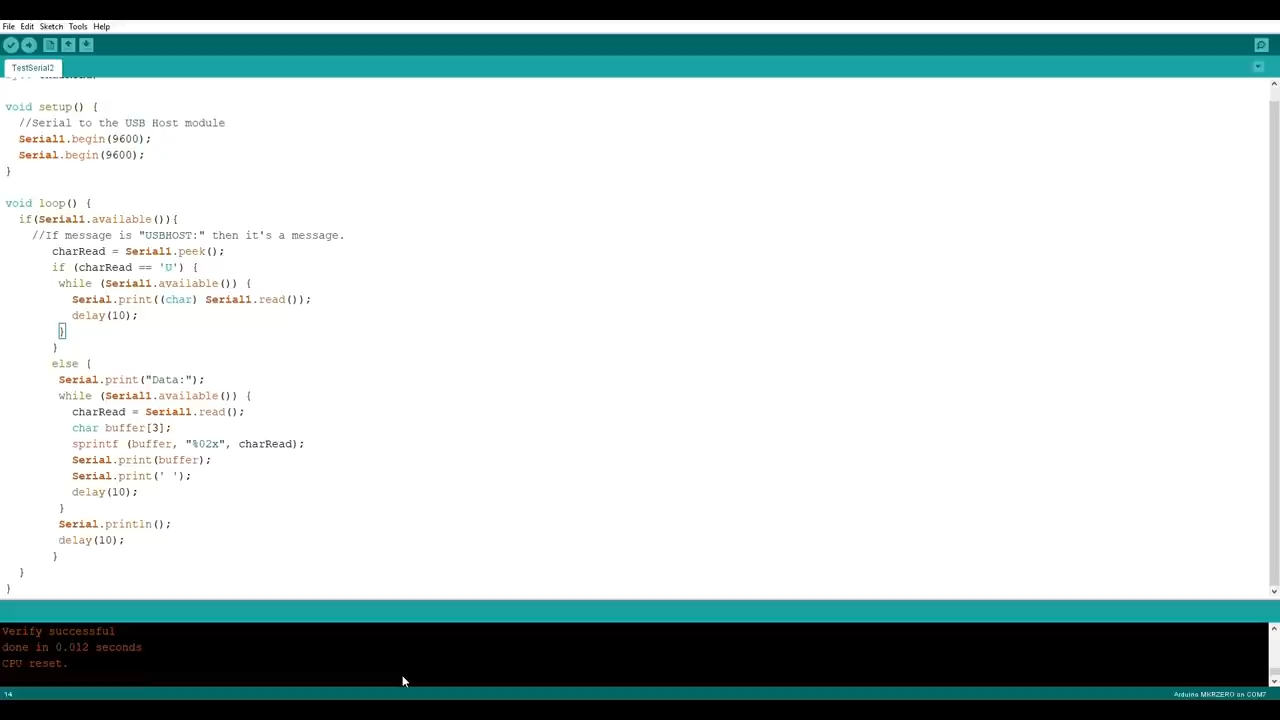 File Edit Sketch Tools Help
TestSerial2
void setup() {
//Serial to the USB Host module
Serial1.begin(9600);
Serial.begin(9600);
}
void loop() {
if(Serial1.available()){
//If message is "USBHOST:" then it's a message.
charRead = Serial1.peek();
if (charRead == 'U') {
while (Serial1.available()) {
Serial.print((char) Serial1.read());
delay(10);
}
}
else {
Serial.print("Data:");
while (Serial1.available()) {
charRead = Serial1.read();
char buffer[3];
sprintf (buffer, "%02x", charRead);
Serial.print(buffer);
Serial.print(' ');
delay(10);
}
Serial.println();
delay(10);
}
}
}
Verify successful
done in 0.012 seconds
CPU reset.
14 Arduino MKRZERO on COM7